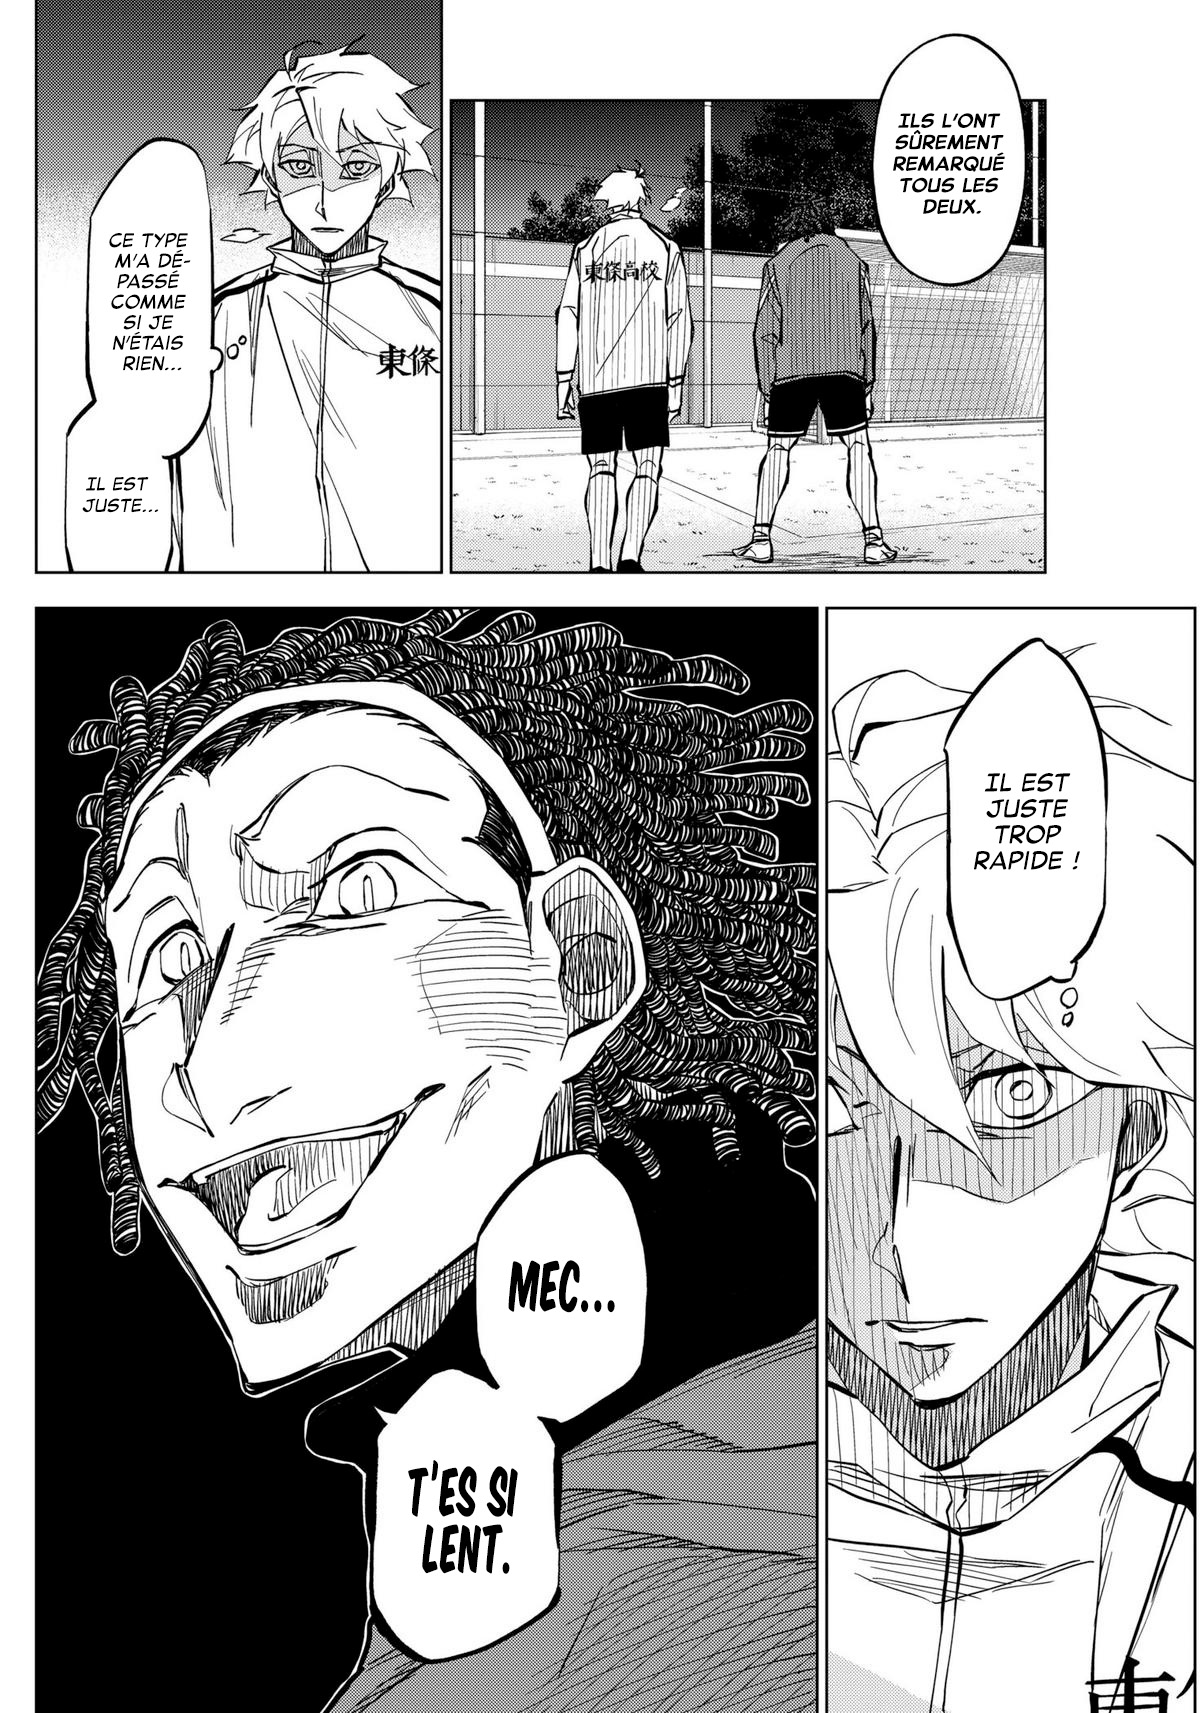 ILS L'ONT
SÛREMENT
REMARQUÉ
TOUS LES
DEUX.
東條高校
CE TYPE
M'A DÉ-
PASSÉ
COMME
SI JE
N'ÉTAIS
RIEN...
IL EST
JUSTE...
東條
IL EST
JUSTE
TROP
RAPIDE !
東
MEC...
T'ES SI
LENT.